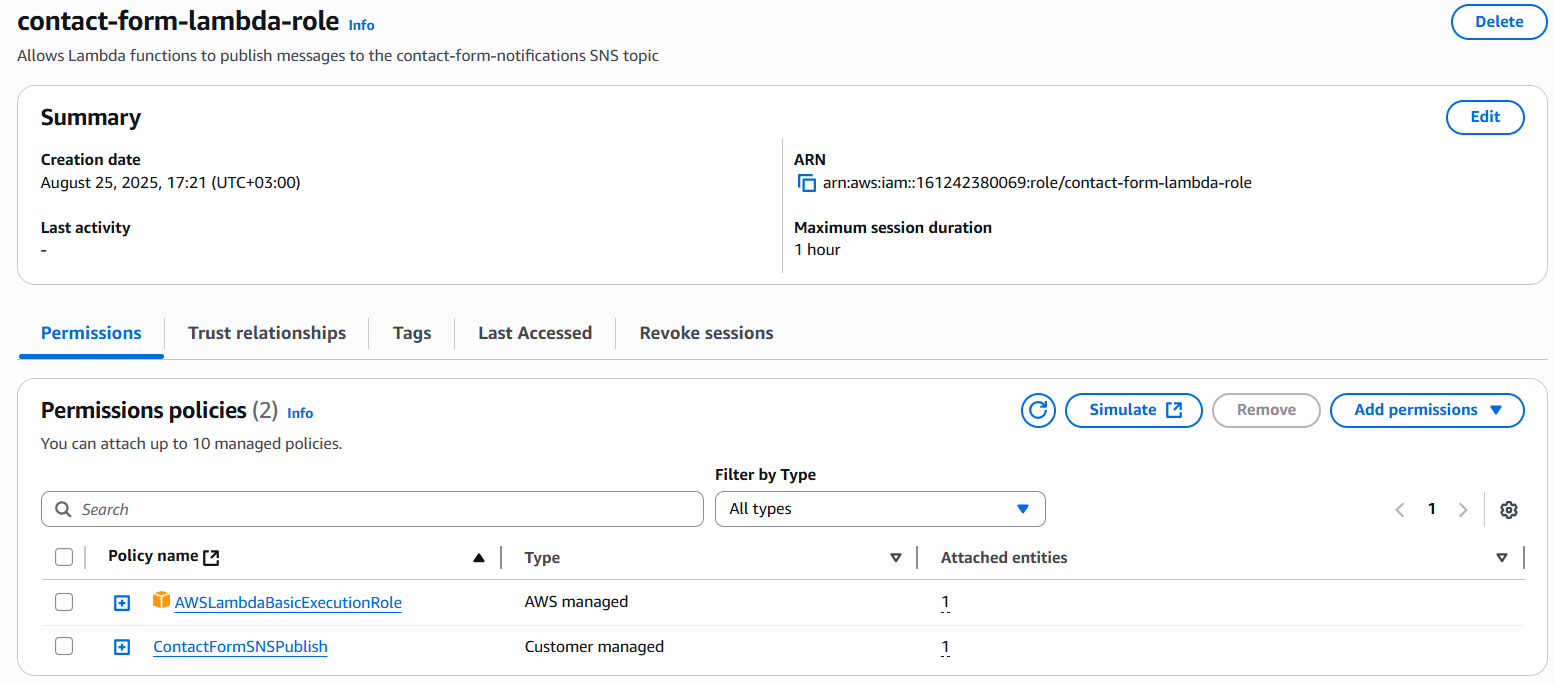 contact-form-lambda-role Info
Delete
Allows Lambda functions to publish messages to the contact-form-notifications SNS topic
Summary
Edit
Creation date
August 25, 2025, 17:21 (UTC+03:00)
ARN
arn:aws:iam::161242380069:role/contact-form-lambda-role
Last activity
-
Maximum session duration
1 hour
Permissions Trust relationships Tags Last Accessed Revoke sessions
Permissions policies (2) Info
Simulate Remove Add permissions
You can attach up to 10 managed policies.
Filter by Type
Search All types 1
Policy name Type Attached entities
AWSLambdaBasicExecutionRole AWS managed 1
ContactFormSNSPublish Customer managed 1